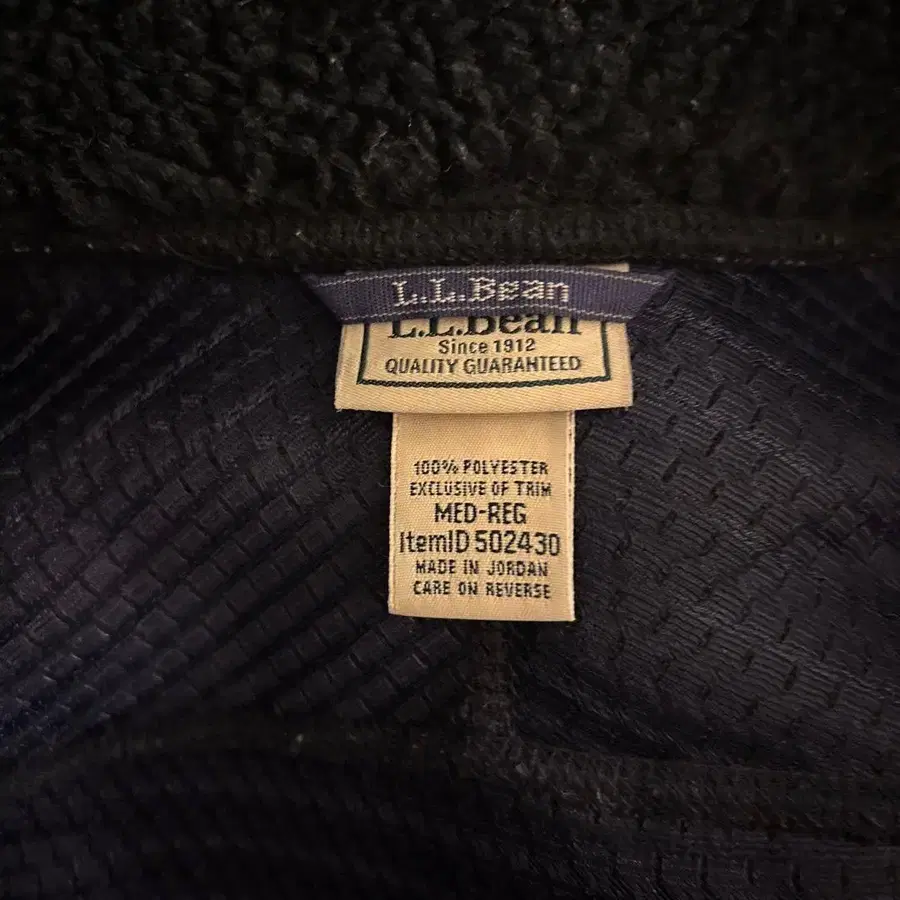 L.L.Bean
L.L.Bean
Since 1912
QUALITY GUARANTEED
100% POLYESTER
EXCLUSIVE OF TRIM
MED-REG
ItemID 502430
MADE IN JORDAN
CARE ON REVERSE